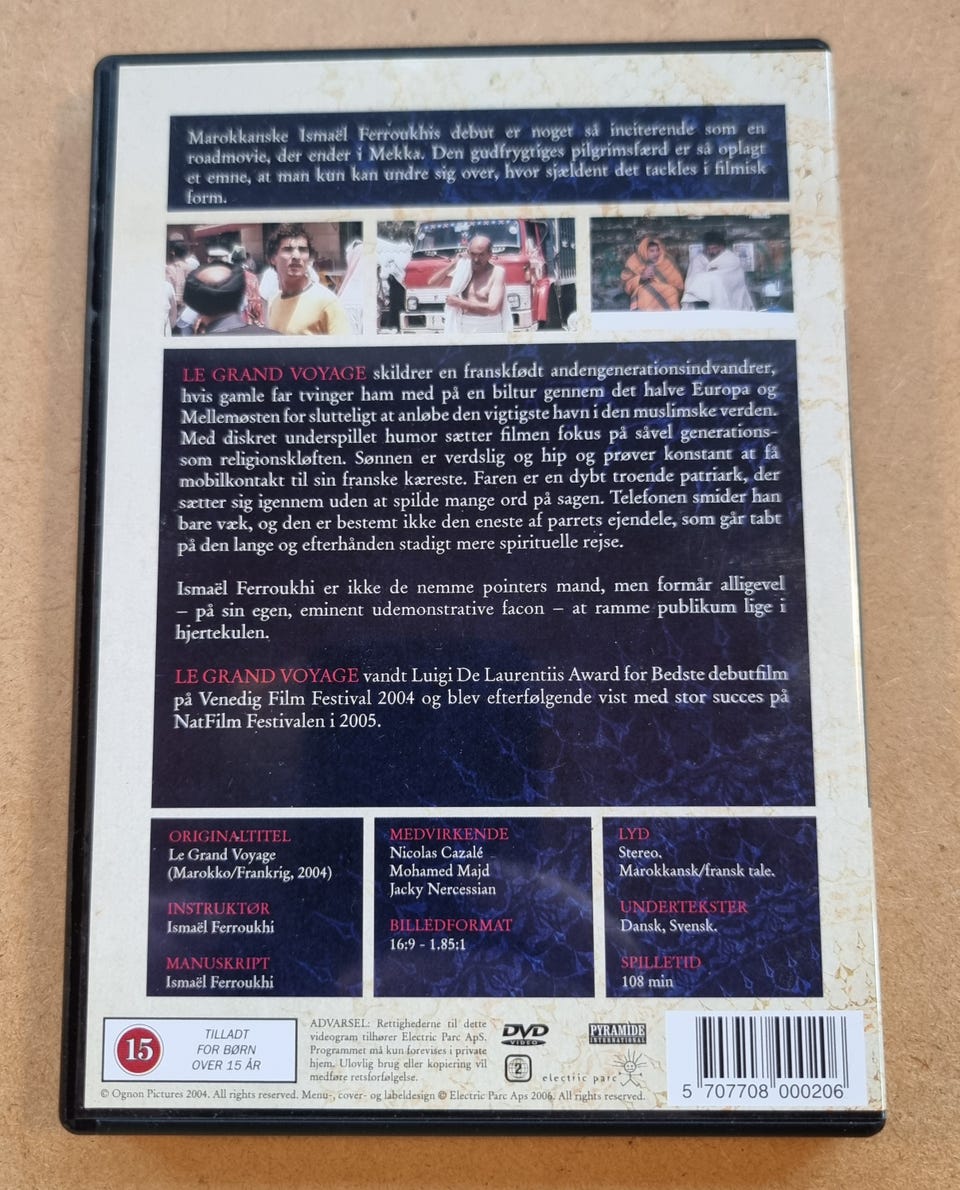 Marokkanske Ismaël Ferroukhis debut er noget så inciterende som en
roadmovie, der ender i Mekka. Den gudfrygtiges pilgrimsfærd er så oplagt
et emne, at man kun kan undre sig over, hvor sjældent det tackles i filmisk
form.
LE GRAND VOYAGE skildrer en franskfødt andengenerationsindvandrer,
hvis gamle far tvinger ham med på en biltur gennem det halve Europa og
Mellemøsten for slutteligt at anløbe den vigtigste havn i den muslimske verden.
Med diskret underspillet humor sætter filmen fokus på såvel generations-
som religionskløften. Sønnen er verdslig og hip og prøver konstant at få
mobilkontakt til sin franske kæreste. Faren er en dybt troende patriark, der
sætter sig igennem uden at spilde mange ord på sagen. Telefonen smider han
bare væk, og den er bestemt ikke den eneste af parrets ejendele, som går tabt
på den lange og efterhånden stadigt mere spirituelle rejse.
Ismaël Ferroukhi er ikke de nemme pointers mand, men formår alligevel
– på sin egen, eminent udemonstrative facon – at ramme publikum lige i
hjertekulen.
LE GRAND VOYAGE vandt Luigi De Laurentiis Award for Bedste debutfilm
på Venedig Film Festival 2004 og blev efterfølgende vist med stor succes på
NatFilm Festivalen i 2005.
ORIGINALTITEL
Le Grand Voyage
(Marokko/Frankrig, 2004)
INSTRUKTØR
Ismaël Ferroukhi
MANUSKRIPT
Ismaël Ferroukhi
MEDVIRKENDE
Nicolas Cazalé
Mohamed Majd
Jacky Nercessian
BILLEDFORMAT
16:9 - 1.85:1
LYD
Stereo.
Marokkansk/fransk tale.
UNDERTEKSTER
Dansk, Svensk.
SPILLETID
108 min
15
TILLADT
FOR BØRN
OVER 15 ÅR
ADVARSEL: Rettighederne til dette
videogram tilhører Electric Parc ApS.
Programmet må kun forevises i private
hjem. Ulovlig brug eller kopiering vil
medføre retsforfølgelse.
DVD
VIDEO
2
PYRAMIDE
INTERNATIONAL
electric parc
5 707708 000206
© Ognon Pictures 2004. All rights reserved. Menu-, cover- og labeldesign © Electric Parc Aps 2006. All rights reserved.